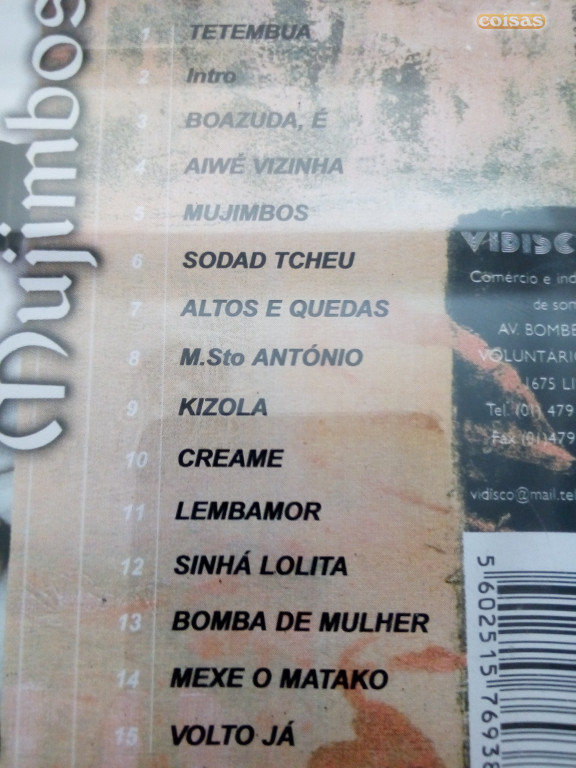 coisas
Mujimbos
1 TETEMBUA
2 Intro
3 BOAZUDA, É
4 AIWÉ VIZINHA
5 MUJIMBOS
6 SODAD TCHEU
7 ALTOS E QUEDAS
8 M.Sto ANTÓNIO
9 KIZOLA
10 CREAME
11 LEMBAMOR
12 SINHÁ LOLITA
13 BOMBA DE MULHER
14 MEXE O MATAKO
15 VOLTO JÁ
VIDISC
Comércio e ind
de som
AV. BOMBE
VOLUNTÁRIO
1675 LI
Tel. (01) 479
Fax (01)479
vidisco@mail.tel
5 602515 76938